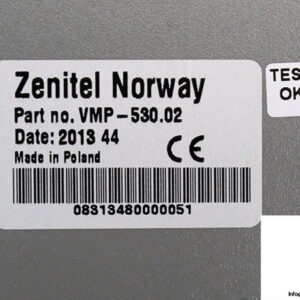 Zenitel Norway
Part no. VMP-530.02
Date: 2013 44
Made in Poland
CE
08313480000051
TES
OK